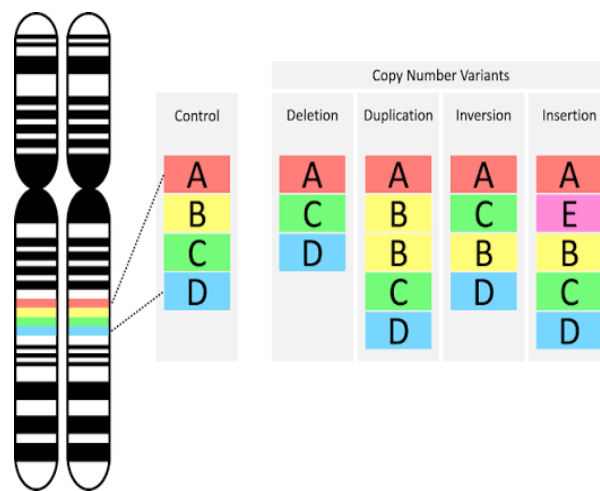 Copy Number Variants
Control Deletion Duplication Inversion Insertion
A A A A A
B C B C E
C D B B B
D C D C
D D